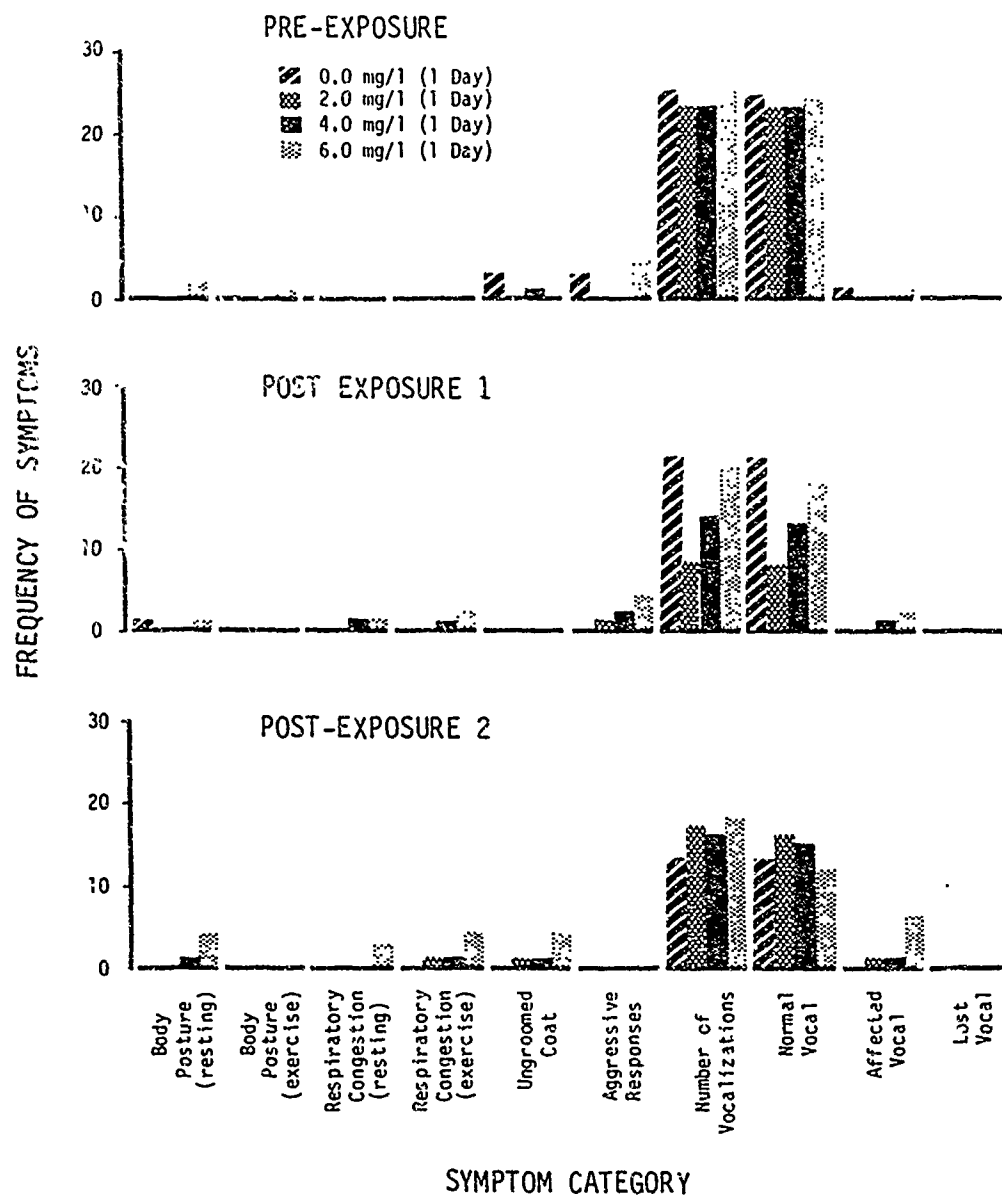 PRE-EXPOSURE
0.0 mg/l (1 Day)
2.0 mg/l (1 Day)
4.0 mg/l (1 Day)
6.0 mg/l (1 Day)
30
20
10
0
FREQUENCY OF SYMPTOMS
POST EXPOSURE 1
30
20
10
0
POST-EXPOSURE 2
30
20
10
0
Body
Posture
(resting)
Body
Posture
(exercise)
Respiratory
Congestion
(resting)
Respiratory
Congestion
(exercise)
Ungroomed
Coat
Aggressive
Responses
Number of
Vocalizations
Normal
Vocal
Affected
Vocal
Lost
Vocal
SYMPTOM CATEGORY